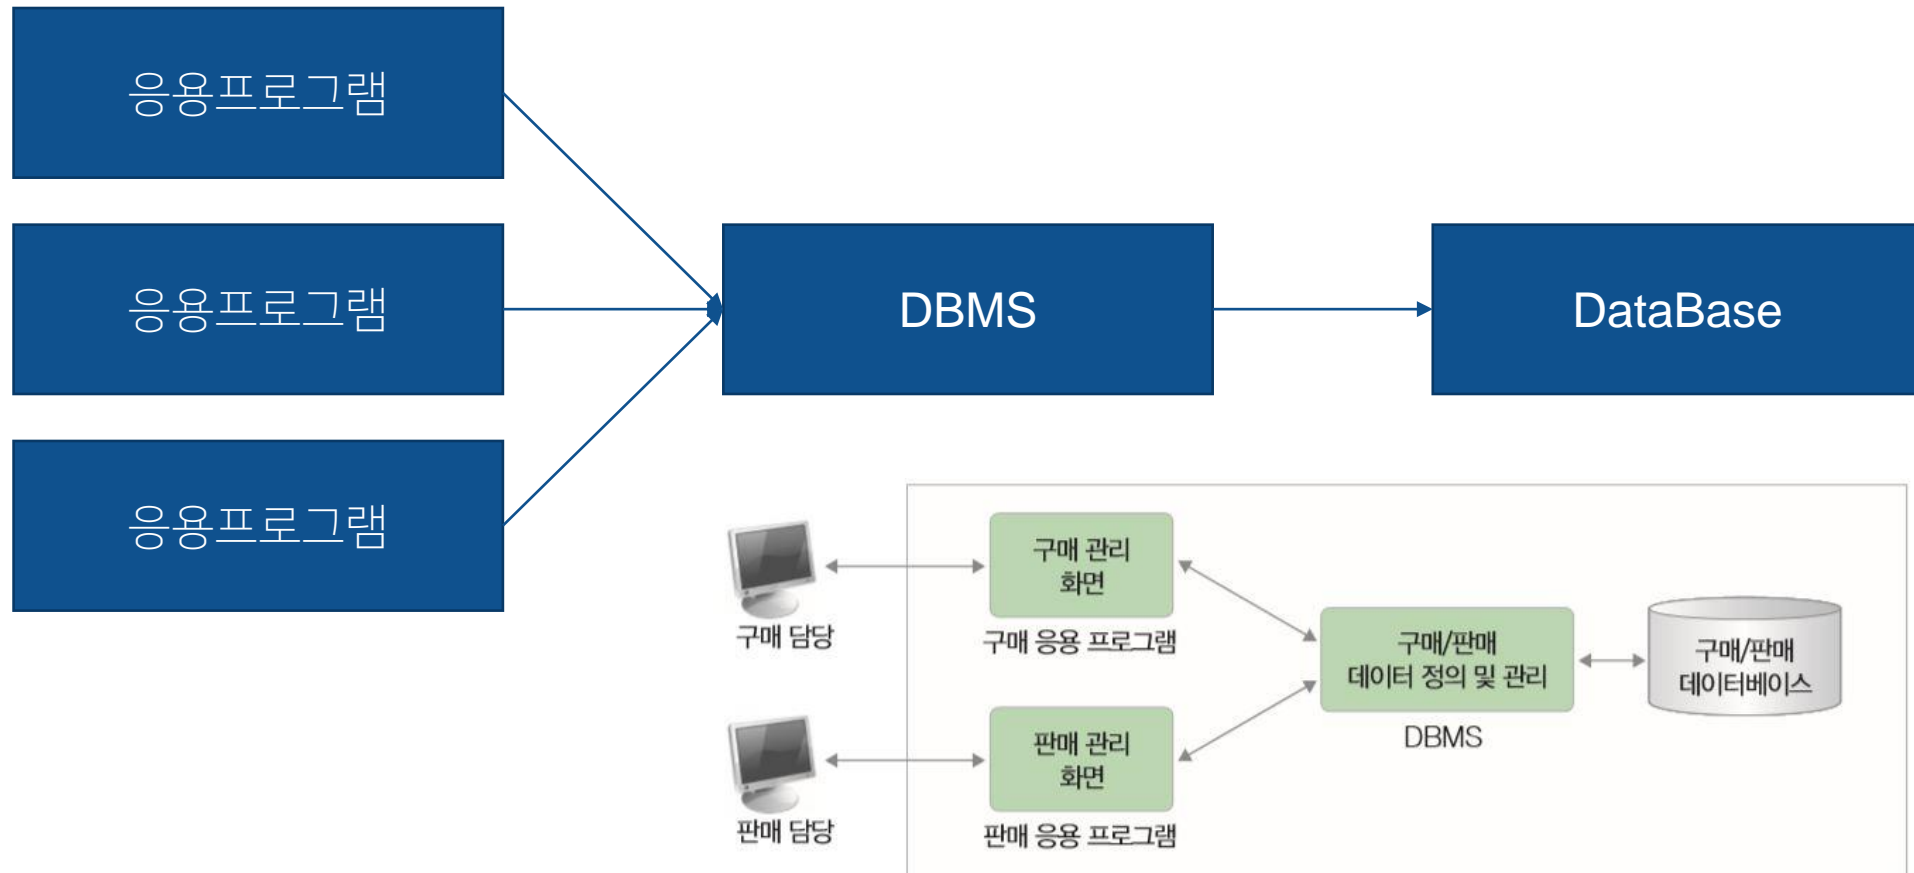 응용프로그램
응용프로그램
DBMS
DataBase
응용프로그램
구매 담당
구매 관리
화면
구매 응용 프로그램
구매/판매
데이터 정의 및 관리
DBMS
구매/판매
데이터베이스
판매 담당
판매 관리
화면
판매 응용 프로그램